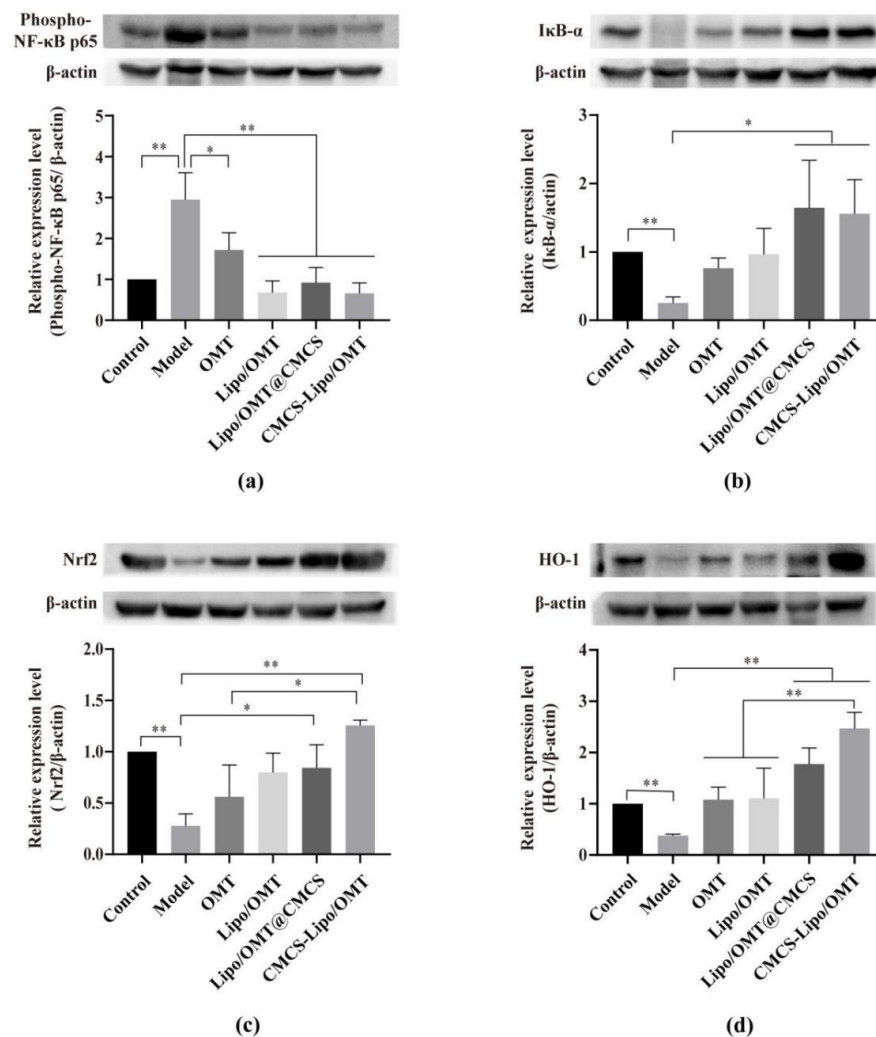 Phospho-
NF-κB p65
β-actin
Relative expression level
(Phospho-NF-κB p65/ β-actin)
5
4
3
2
1
0
**
*
**
Control
Model
OMT
Lipo/OMT
Lipo/OMT@CMCS
CMCS-Lipo/OMT
(a)
IκB-α
β-actin
Relative expression level
(IκB-α/actin)
3
2
1
0
**
*
Control
Model
OMT
Lipo/OMT
Lipo/OMT@CMCS
CMCS-Lipo/OMT
(b)
Nrf2
β-actin
Relative expression level
( Nrf2/β-actin)
2.0
1.5
1.0
0.5
0.0
**
*
*
**
Control
Model
OMT
Lipo/OMT
Lipo/OMT@CMCS
CMCS-Lipo/OMT
(c)
HO-1
β-actin
Relative expression level
(HO-1/β-actin)
4
3
2
1
0
**
**
**
Control
Model
OMT
Lipo/OMT
Lipo/OMT@CMCS
CMCS-Lipo/OMT
(d)